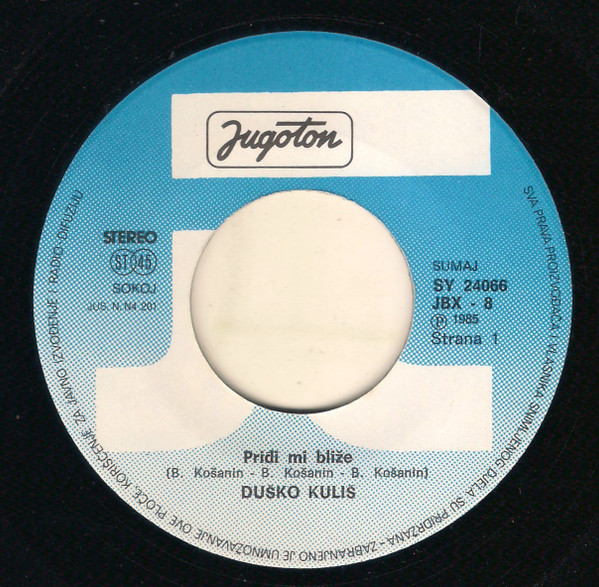 Jugoton
STEREO
ST 45
SOKOJ
JUS. N. N4 201
SUMAJ
SY 24066
JBX - 8
Ⓟ 1985
Strana 1
Priđi mi bliže
(B. Košanin - B. Košanin - B. Košanin)
DUŠKO KULIŠ
SVA PRAVA PROIZVOĐAČA I VLASNIKA SNIMLJENOG DJELA SU PRIDRŽANA - ZABRANJENO JE UMNOŽAVANJE OVE PLOČE, KORIŠĆENJE ZA JAVNO IZVOĐENJE I RADIO DIFUZIJU